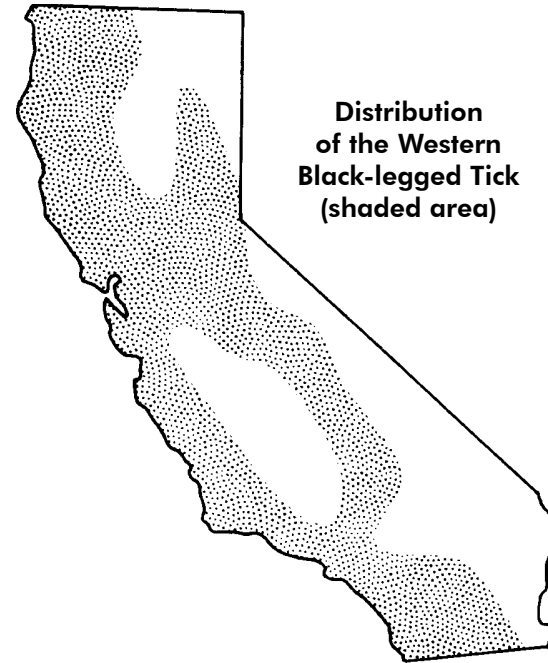 Distribution
of the Western
Black-legged Tick
(shaded area)